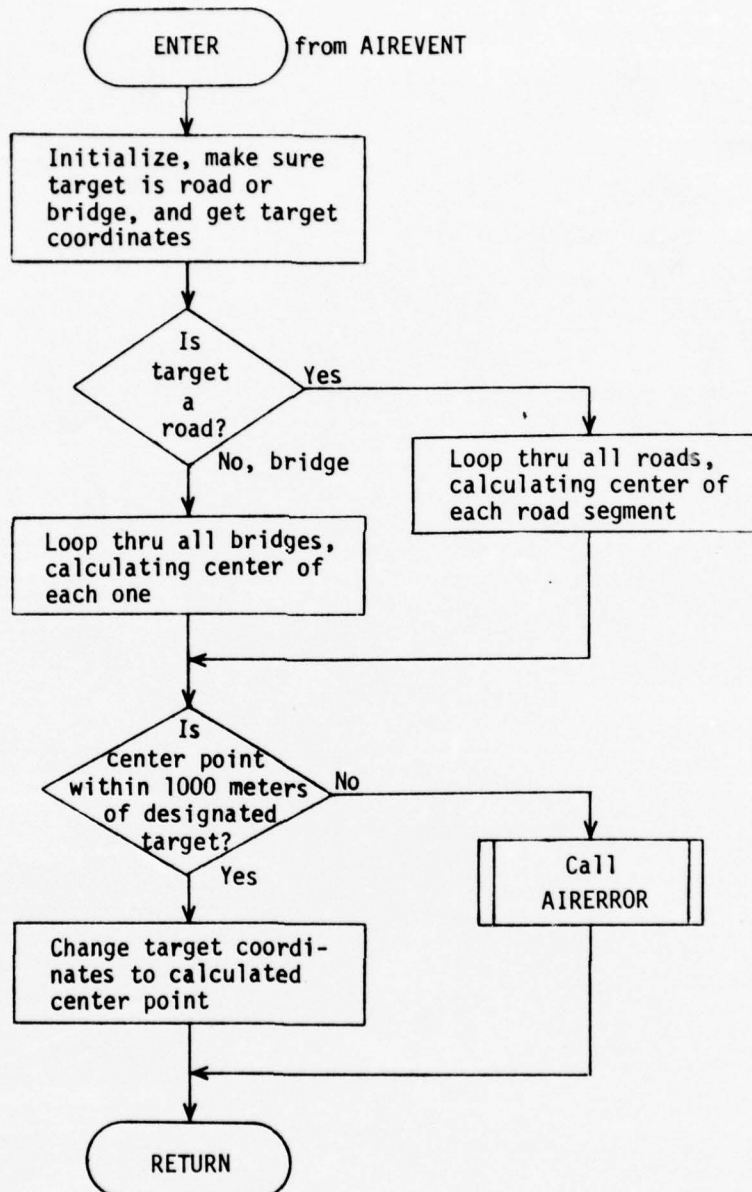 ENTER
from AIREVENT
Initialize, make sure
target is road or
bridge, and get target
coordinates
Is
target
a
road?
Yes
No, bridge
Loop thru all roads,
calculating center of
each road segment
Loop thru all bridges,
calculating center of
each one
Is
center point
within 1000 meters
of designated
target?
No
Yes
Call
AIRERROR
Change target coordi-
nates to calculated
center point
RETURN